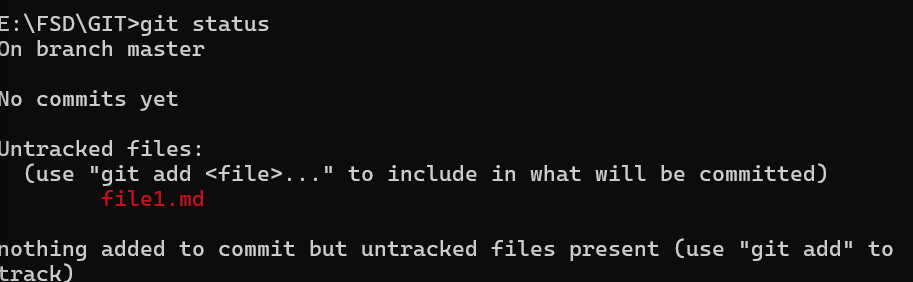 E:\FSD\GIT>git status
On branch master
No commits yet
Untracked files:
(use "git add <file>..." to include in what will be committed)
file1.md
nothing added to commit but untracked files present (use "git add" to
track)